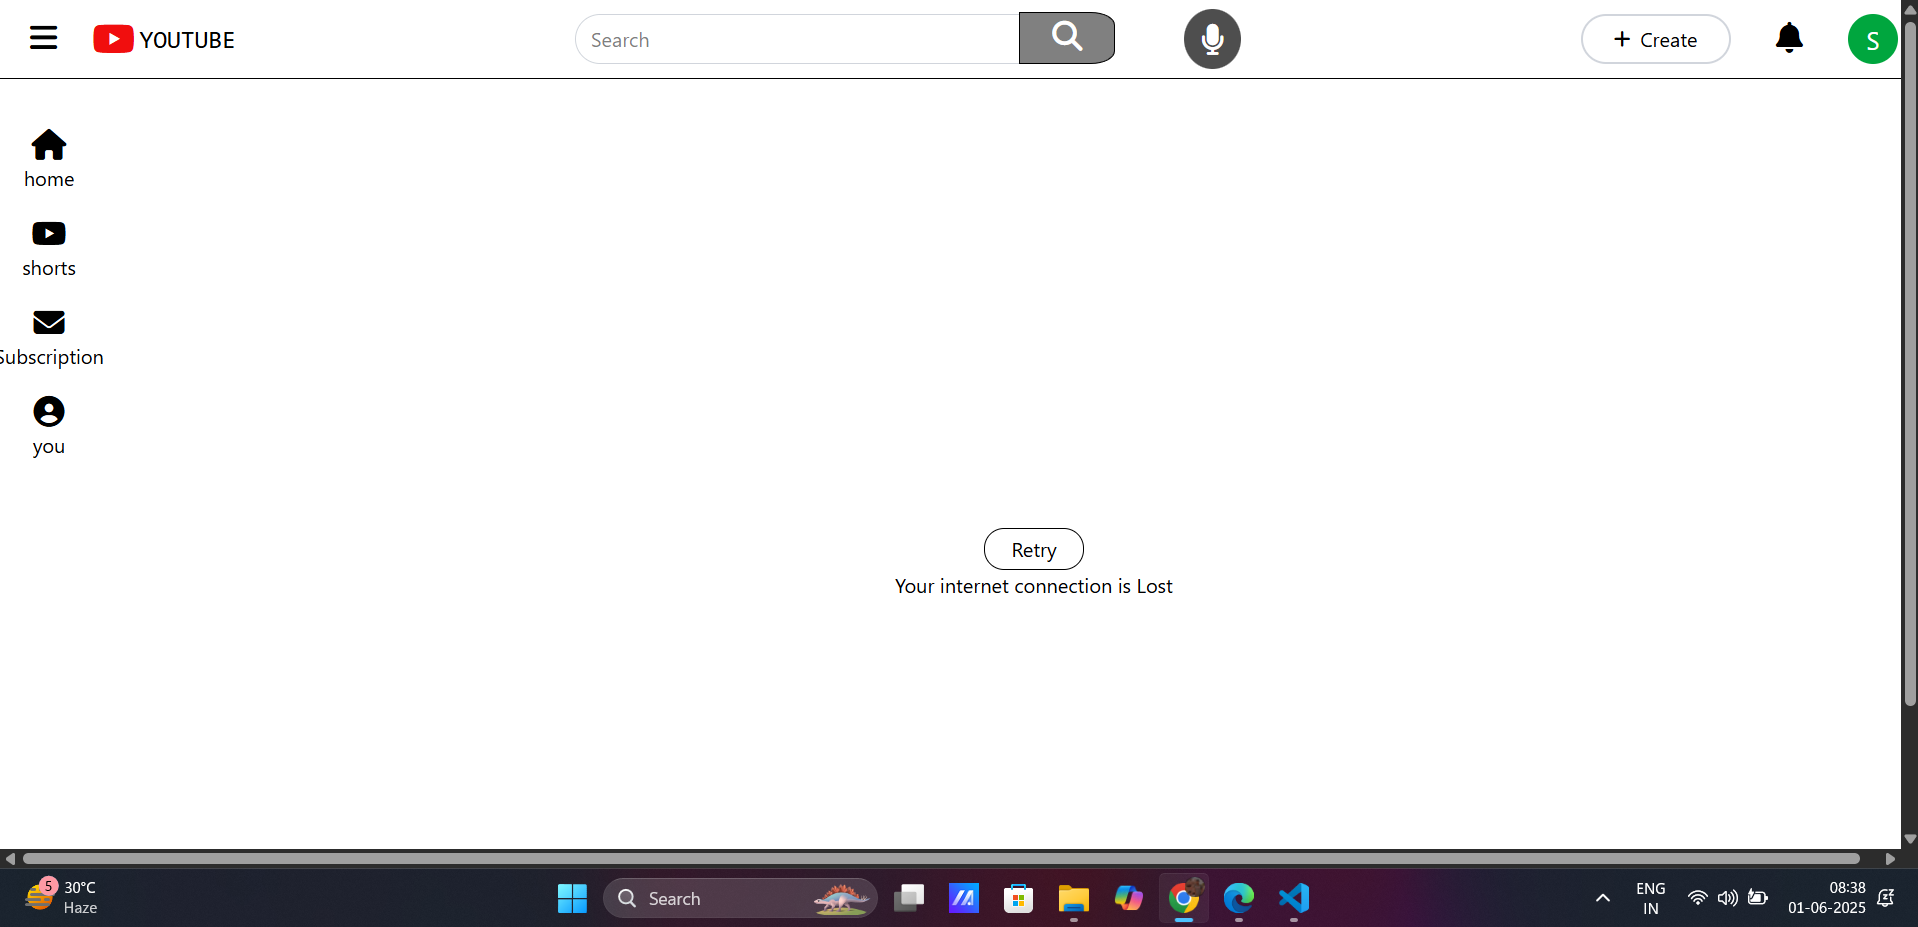 YOUTUBE
Search
+ Create
S
home
shorts
Subscription
you
Retry
Your internet connection is Lost
5
30°C
Haze
Search
ENG
IN
08:38
01-06-2025